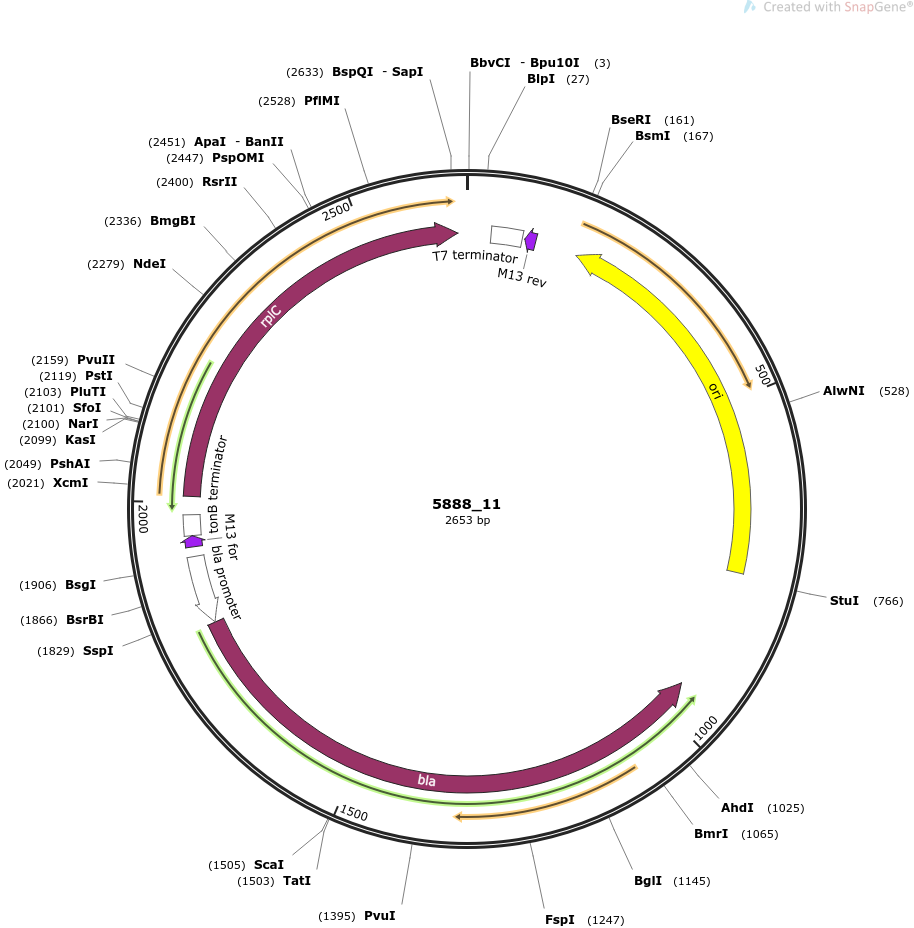 Created with SnapGene®
BbvCI - Bpu10I (3)
BlpI (27)
BseRI (161)
BsmI (167)
AlwNI (528)
StuI (766)
AhdI (1025)
BmrI (1065)
BglI (1145)
FspI (1247)
(1395) PvuI
(1503) TatI
(1505) ScaI
(1829) SspI
(1866) BsrBI
(1906) BsgI
(2021) XcmI
(2049) PshAI
(2099) KasI
(2100) NarI
(2101) SfoI
(2103) PluTI
(2119) PstI
(2159) PvuII
(2279) NdeI
(2336) BmgBI
(2400) RsrII
(2447) PspOMI
(2451) ApaI - BanII
(2528) PflMI
(2633) BspQI - SapI
500
1000
1500
2000
2500
T7 terminator
M13 rev
ori
bla
bla promoter
M13 for
tonB terminator
rplC
5888_11
2653 bp